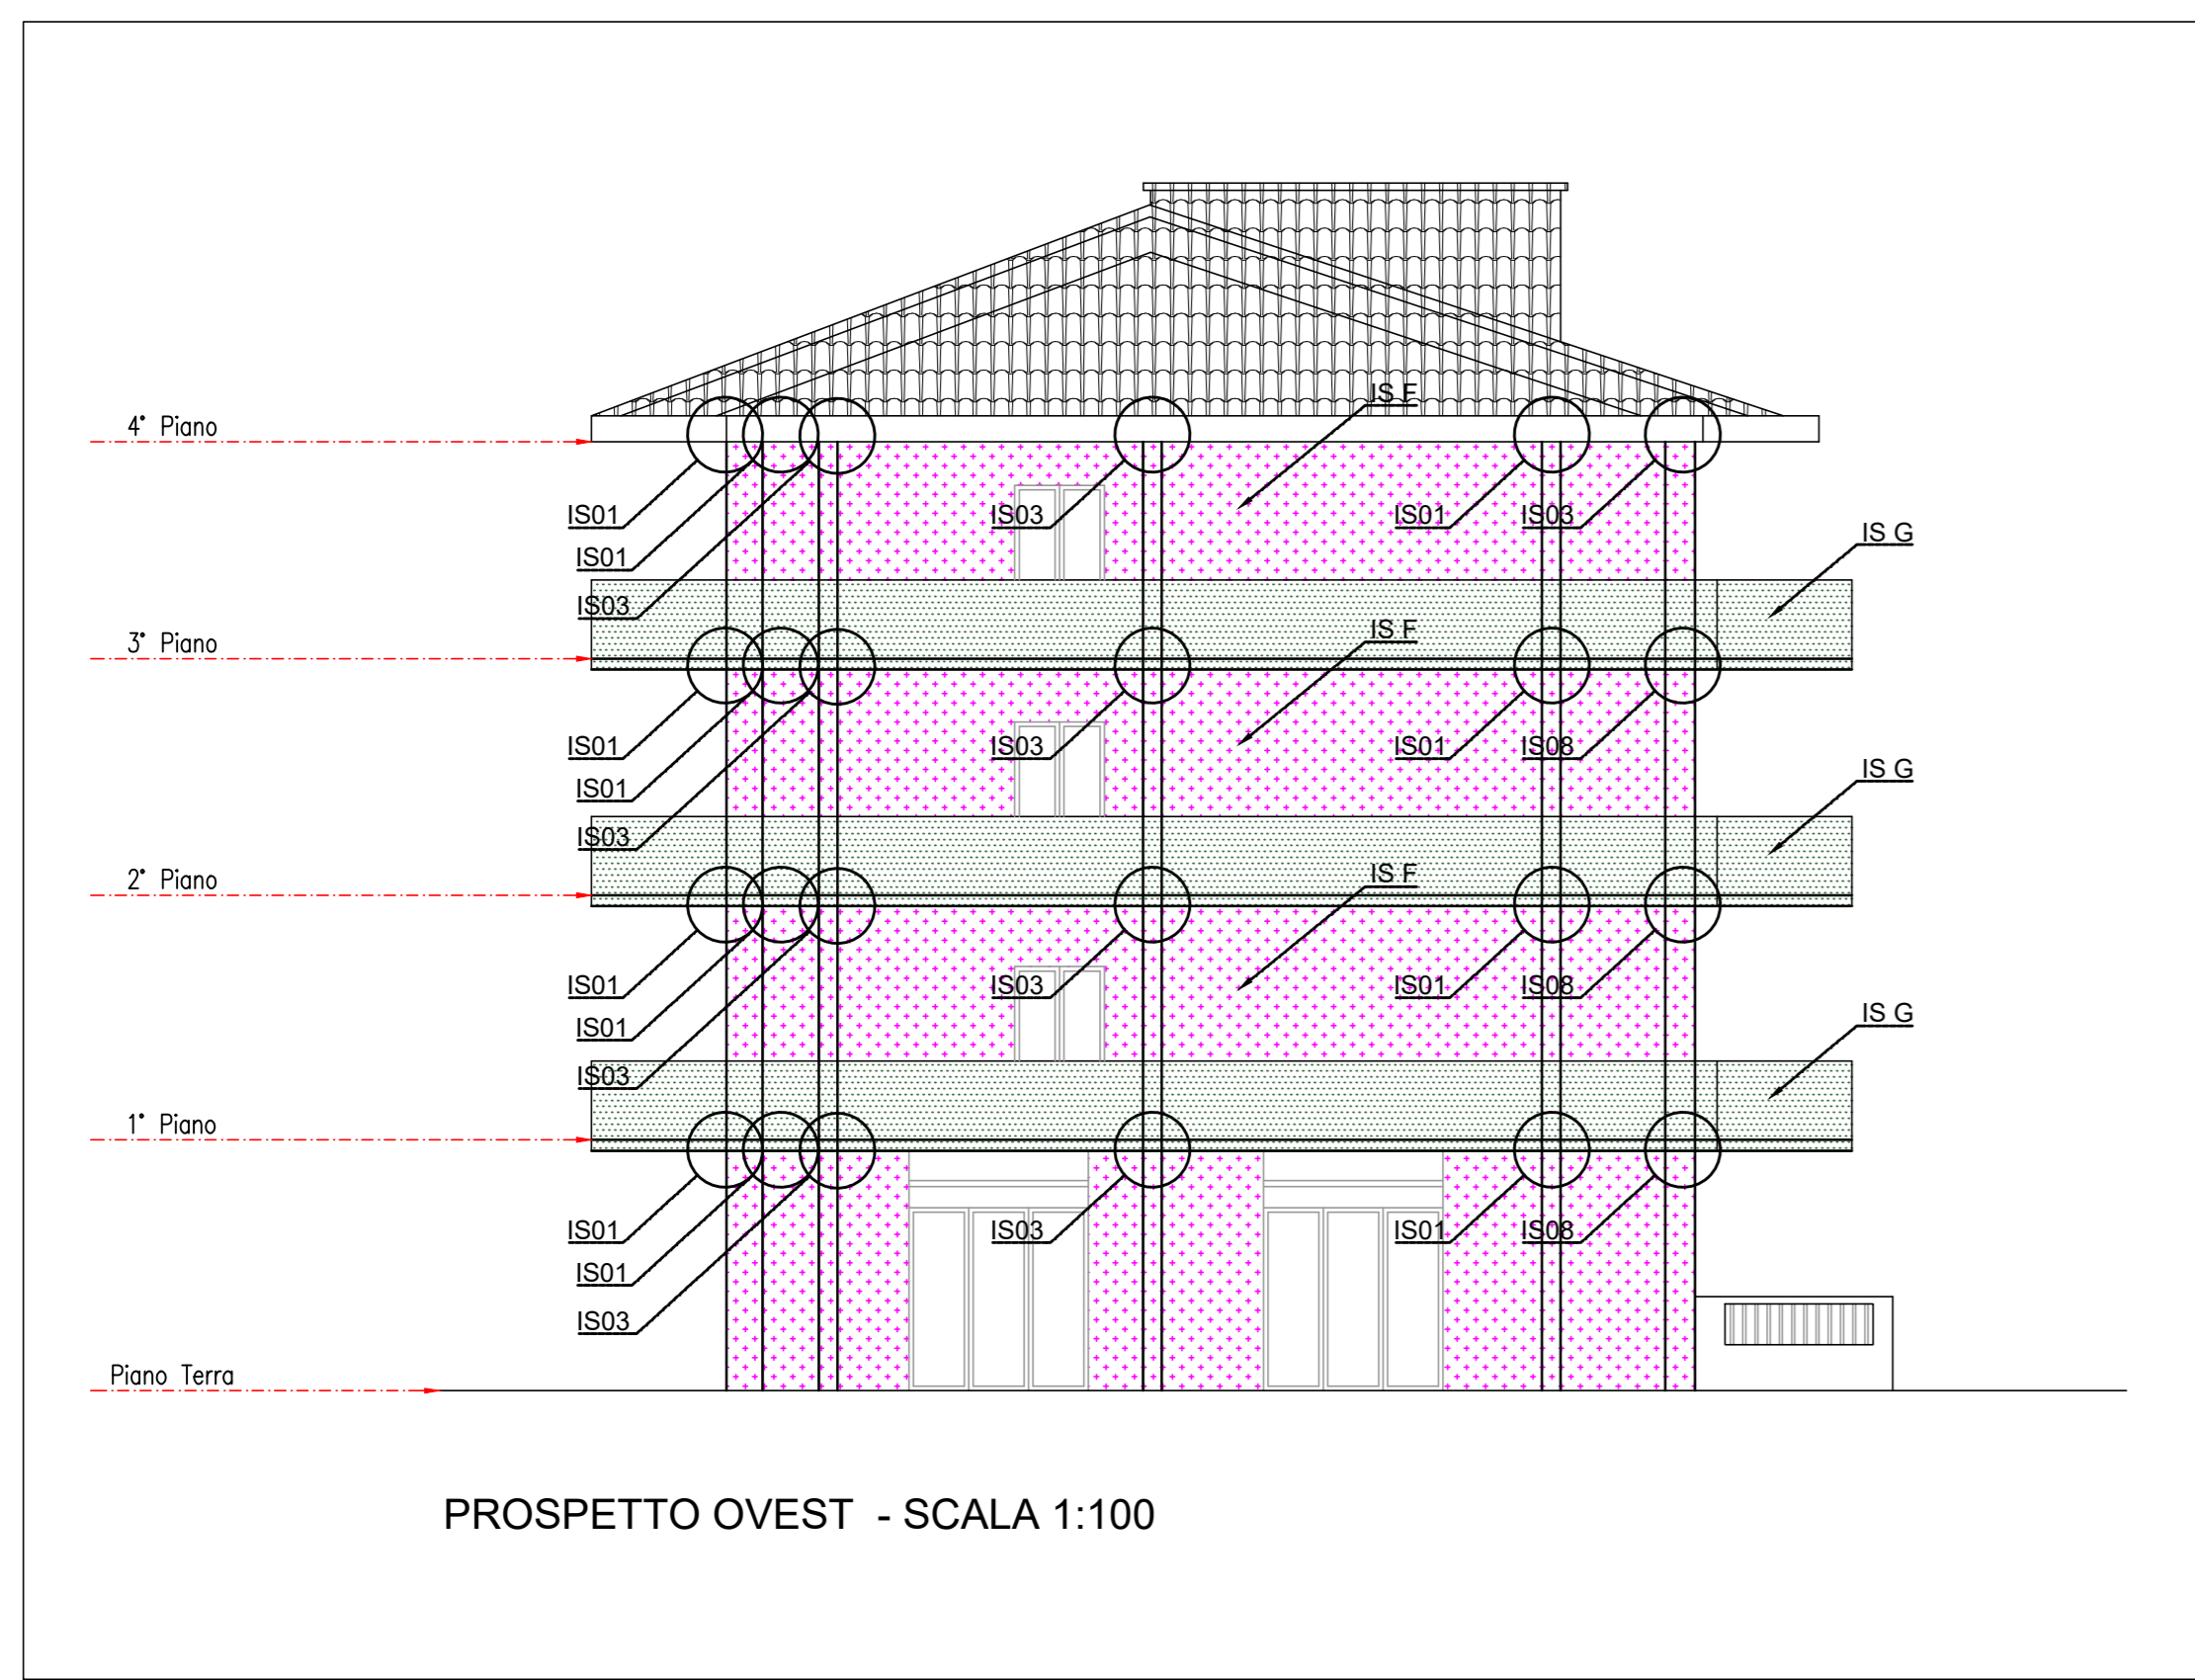 IS F
4° Piano
IS01
IS03
IS01
IS03
IS G
IS01
IS03
3° Piano
IS F
IS01
IS03
IS01
IS08
IS G
IS01
IS03
2° Piano
IS F
IS01
IS03
IS01
IS08
IS G
IS01
IS03
1° Piano
IS01
IS03
IS01
IS08
IS01
IS03
Piano Terra
PROSPETTO OVEST - SCALA 1:100